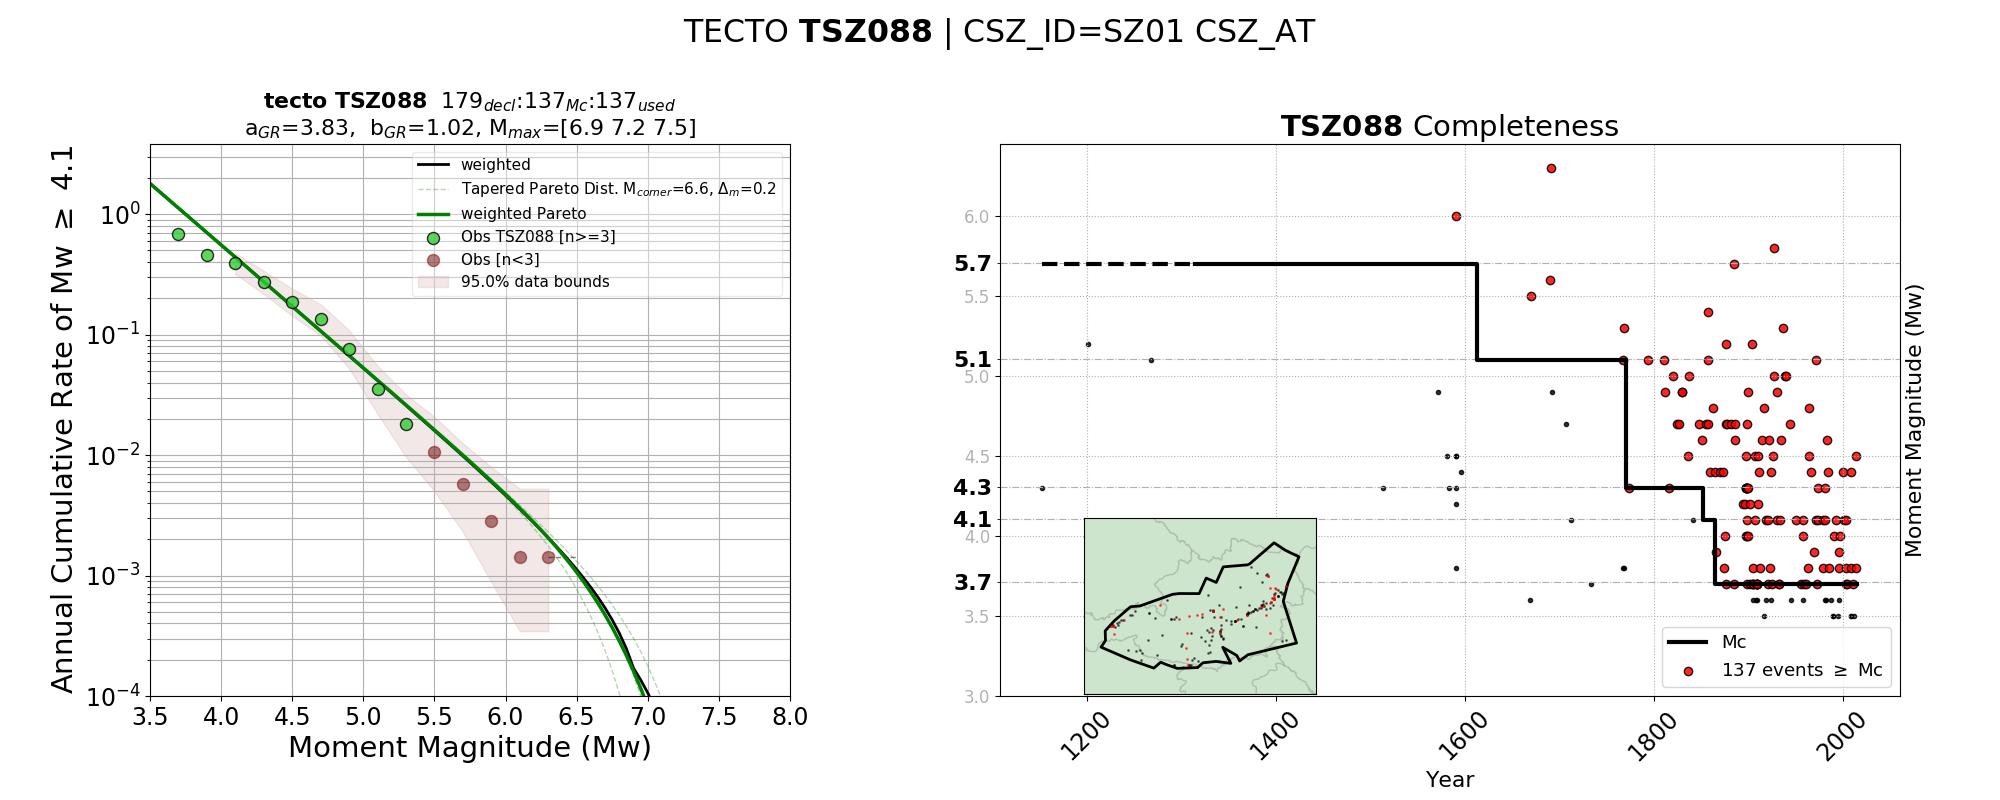 TECTO TSZ088 | CSZ_ID=SZ01 CSZ_AT
tecto TSZ088 179decl:137Mc:137used
aGR=3.83, bGR=1.02, Mmax=[6.9 7.2 7.5]
Annual Cumulative Rate of Mw ≥ 4.1
10^0
10^−1
10^−2
10^−3
10^−4
weighted
Tapered Pareto Dist. Mcorner=6.6, Δm=0.2
weighted Pareto
Obs TSZ088 [n>=3]
Obs [n<3]
95.0% data bounds
3.5 4.0 4.5 5.0 5.5 6.0 6.5 7.0 7.5 8.0
Moment Magnitude (Mw)
TSZ088 Completeness
6.0
5.7
5.5
5.1
5.0
4.5
4.3
4.1
4.0
3.7
3.5
3.0
Moment Magnitude (Mw)
Mc
137 events ≥ Mc
1200 1400 1600 1800 2000
Year